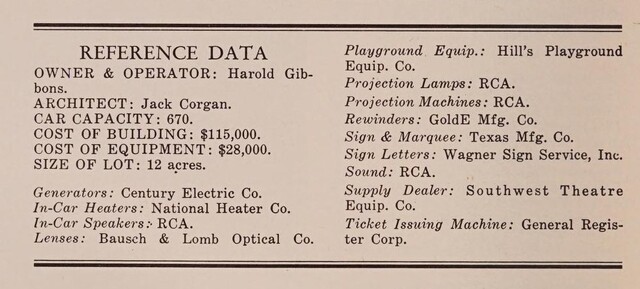 REFERENCE DATA
OWNER & OPERATOR: Harold Gib-
bons.
ARCHITECT: Jack Corgan.
CAR CAPACITY: 670.
COST OF BUILDING: $115,000.
COST OF EQUIPMENT: $28,000.
SIZE OF LOT: 12 acres.
Generators: Century Electric Co.
In-Car Heaters: National Heater Co.
In-Car Speakers: RCA.
Lenses: Bausch & Lomb Optical Co.
Playground Equip.: Hill's Playground
Equip. Co.
Projection Lamps: RCA.
Projection Machines: RCA.
Rewinders: GoldE Mfg. Co.
Sign & Marquee: Texas Mfg. Co.
Sign Letters: Wagner Sign Service, Inc.
Sound: RCA.
Supply Dealer: Southwest Theatre
Equip. Co.
Ticket Issuing Machine: General Regis-
ter Corp.